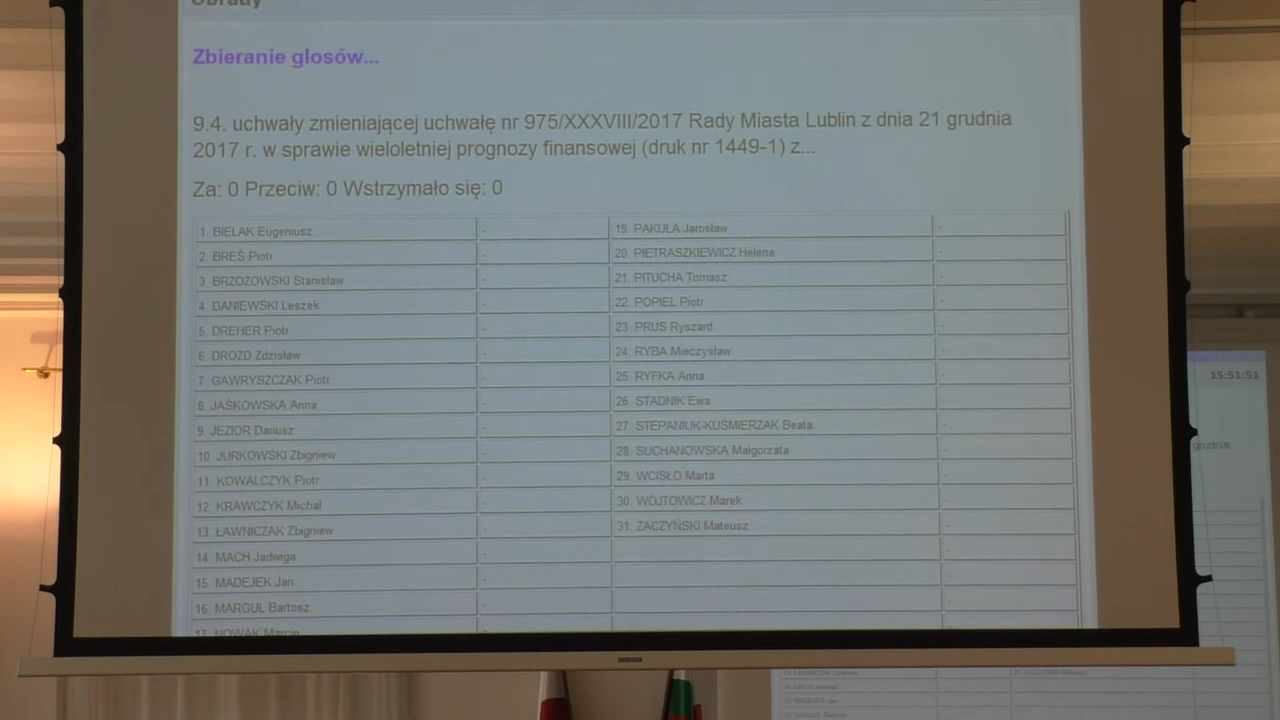 Obrady
Zbieranie głosów...
9.4. uchwały zmieniającej uchwałę nr 975/XXXVIII/2017 Rady Miasta Lublin z dnia 21 grudnia
2017 r. w sprawie wieloletniej prognozy finansowej (druk nr 1449-1) z...
Za: 0 Przeciw: 0 Wstrzymało się: 0
1. BIELAK Eugeniusz -
2. BREŚ Piotr -
3. BRZOZOWSKI Stanisław -
4. DANIEWSKI Leszek -
5. DREHER Piotr -
6. DROZD Zdzisław -
7. GAWRYSZCZAK Piotr -
8. JAŚKOWSKA Anna -
9. JEZIOR Dariusz -
10. JURKOWSKI Zbigniew -
11. KOWALCZYK Piotr -
12. KRAWCZYK Michał -
13. ŁAWNICZAK Zbigniew -
14. MACH Jadwiga -
15. MADEJEK Jan -
16. MARGUL Bartosz -
17. NOWAK Marcin
19. PAKUŁA Jarosław -
20. PIETRASZKIEWICZ Helena -
21. PITUCHA Tomasz -
22. POPIEL Piotr -
23. PRUS Ryszard -
24. RYBA Mieczysław -
25. RYFKA Anna -
26. STADNIK Ewa -
27. STEPANIUK-KUŚMIERZAK Beata -
28. SUCHANOWSKA Małgorzata -
29. WCISŁO Marta -
30. WÓJTOWICZ Marek -
31. ZACZYŃSKI Mateusz -
15:51:52
grudnia